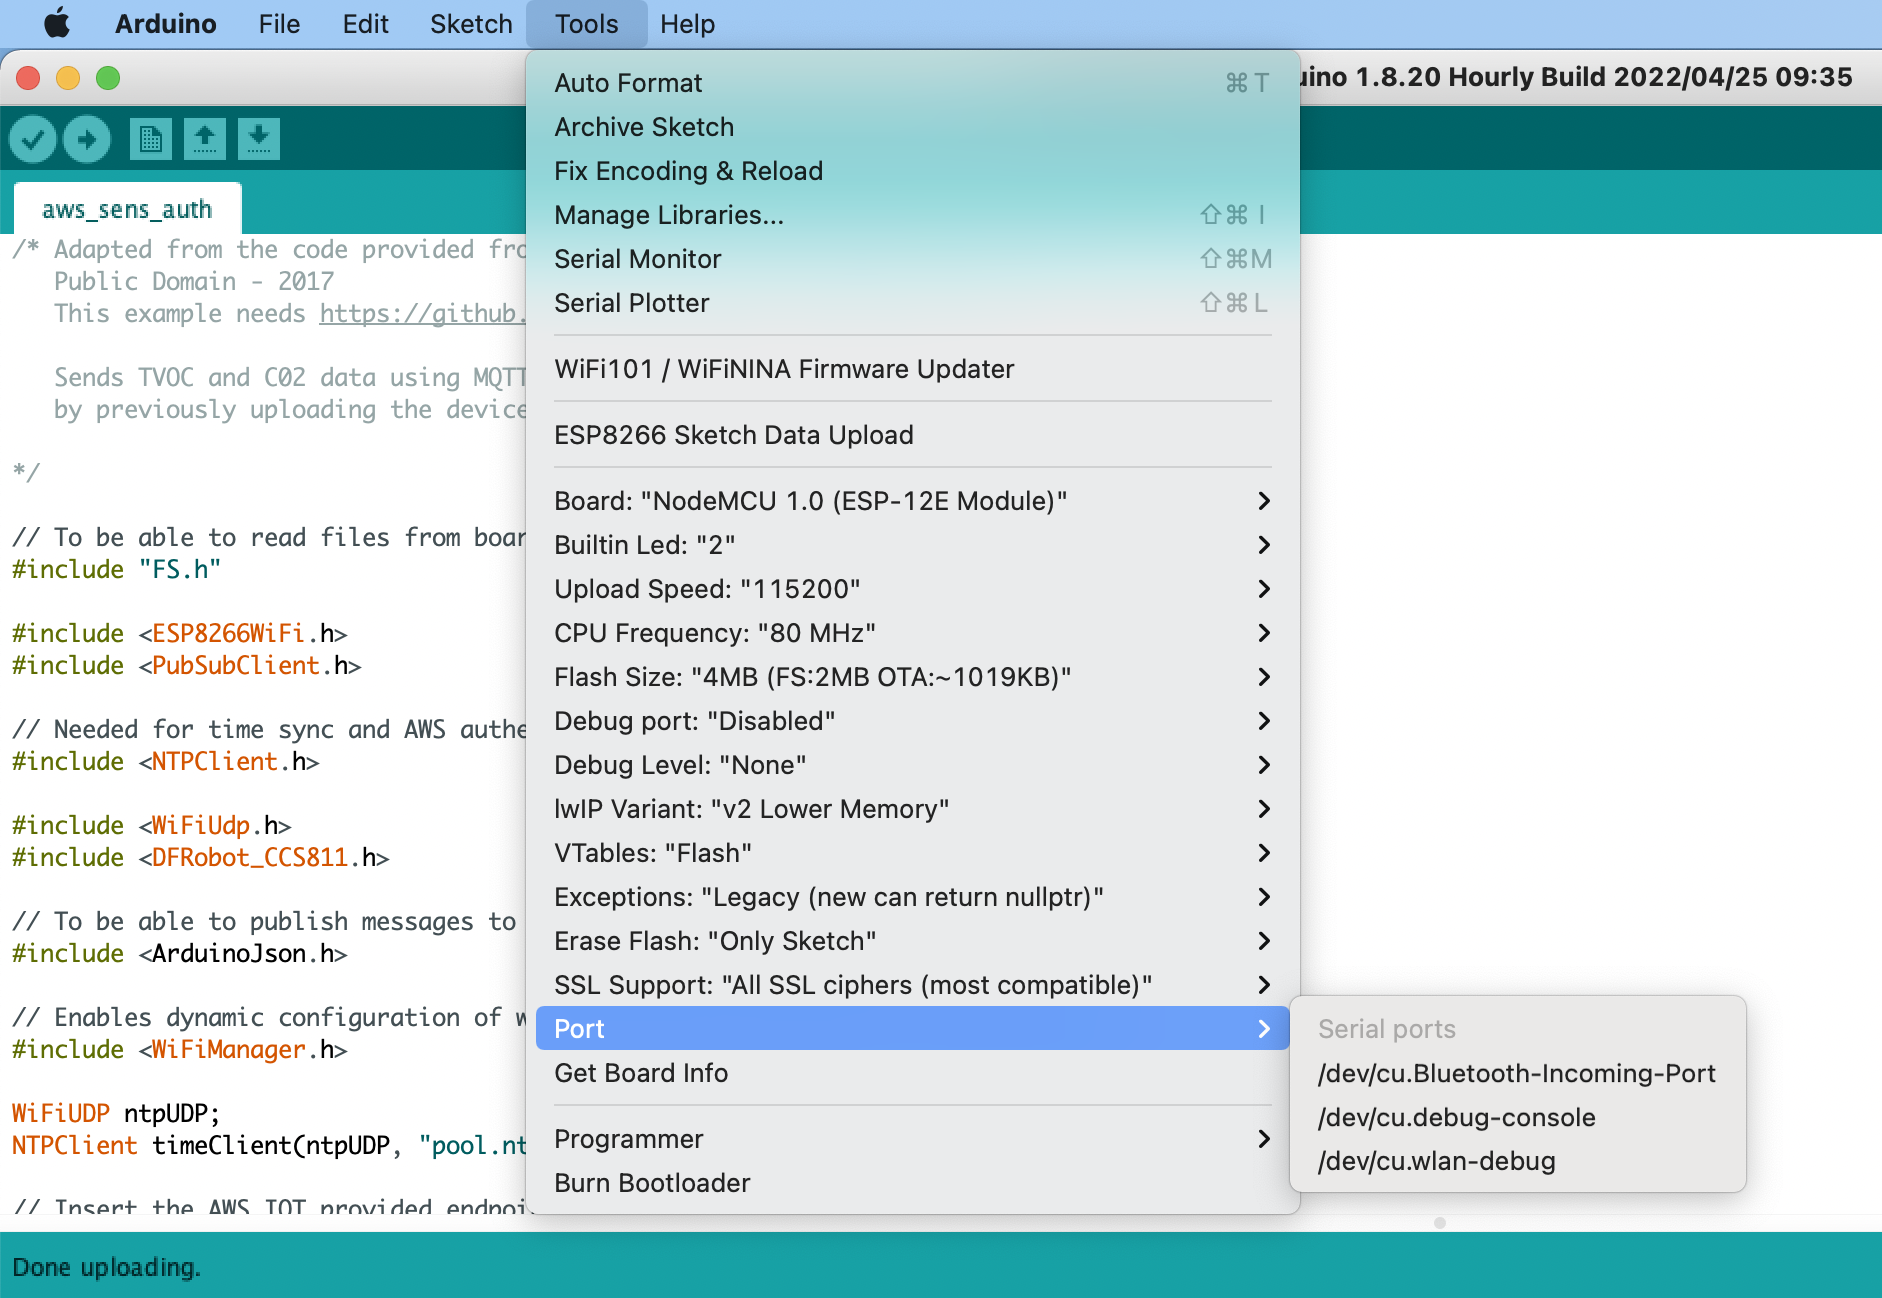 Arduino File Edit Sketch Tools Help
uino 1.8.20 Hourly Build 2022/04/25 09:35
aws_sens_auth
/* Adapted from the code provided fro
Public Domain - 2017
This example needs https://github.
Sends TVOC and C02 data using MQTT
by previously uploading the device
*/
// To be able to read files from boar
#include "FS.h"
#include <ESP8266WiFi.h>
#include <PubSubClient.h>
// Needed for time sync and AWS authe
#include <NTPClient.h>
#include <WiFiUdp.h>
#include <DFRobot_CCS811.h>
// To be able to publish messages to
#include <ArduinoJson.h>
// Enables dynamic configuration of w
#include <WiFiManager.h>
WiFiUDP ntpUDP;
NTPClient timeClient(ntpUDP, "pool.nt
// Insert the AWS IOT provided endpoi
Auto Format ⌘T
Archive Sketch
Fix Encoding & Reload
Manage Libraries... ⇧⌘I
Serial Monitor ⇧⌘M
Serial Plotter ⇧⌘L
WiFi101 / WiFiNINA Firmware Updater
ESP8266 Sketch Data Upload
Board: "NodeMCU 1.0 (ESP-12E Module)"
Builtin Led: "2"
Upload Speed: "115200"
CPU Frequency: "80 MHz"
Flash Size: "4MB (FS:2MB OTA:~1019KB)"
Debug port: "Disabled"
Debug Level: "None"
lwIP Variant: "v2 Lower Memory"
VTables: "Flash"
Exceptions: "Legacy (new can return nullptr)"
Erase Flash: "Only Sketch"
SSL Support: "All SSL ciphers (most compatible)"
Port
Get Board Info
Programmer
Burn Bootloader
Serial ports
/dev/cu.Bluetooth-Incoming-Port
/dev/cu.debug-console
/dev/cu.wlan-debug
Done uploading.